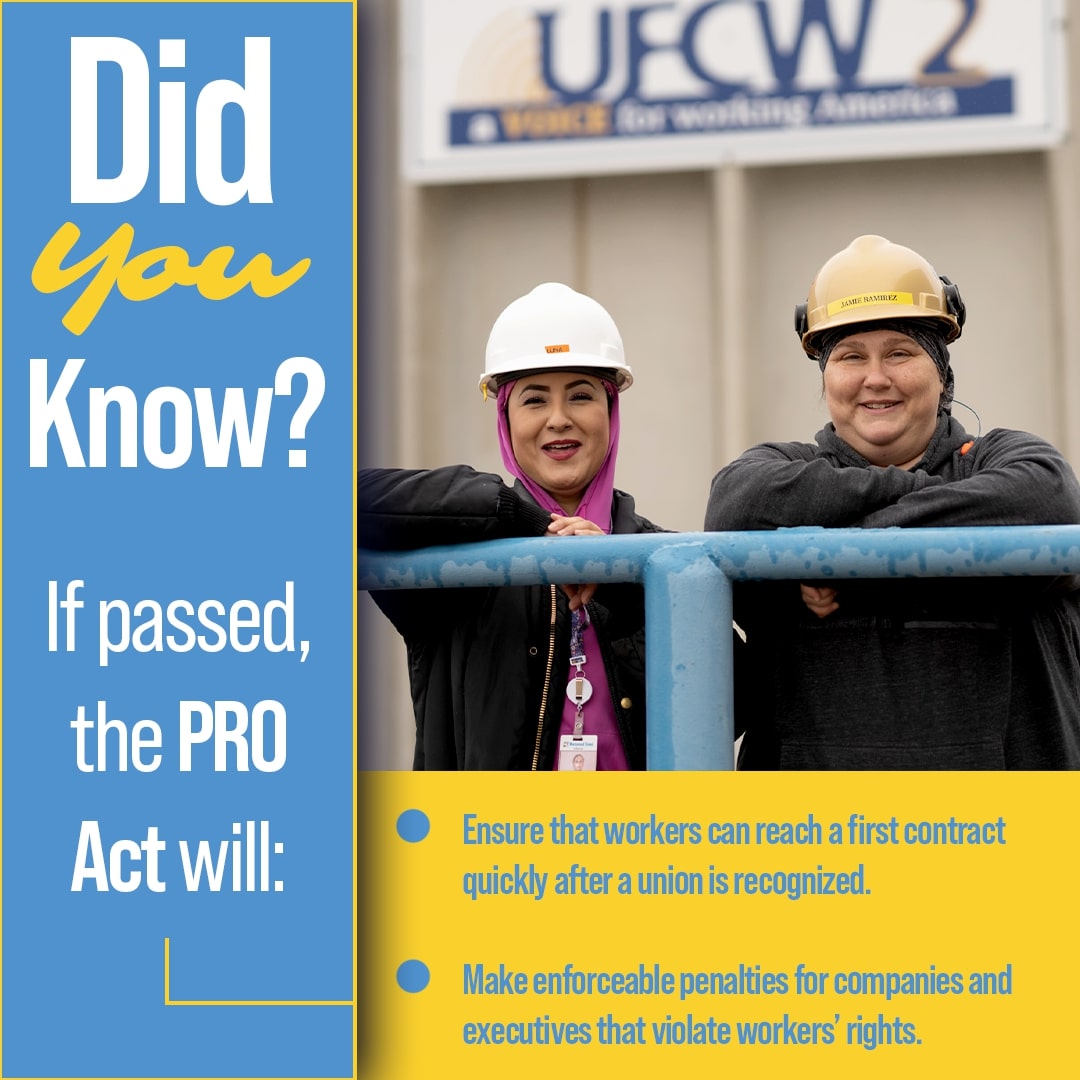 Did
You
Know?
If passed,
the PRO
Act will:
UFCW 2
a VOICE for working America
JAMIE RAMIREZ
Ensure that workers can reach a first contract
quickly after a union is recognized.
Make enforceable penalties for companies and
executives that violate workers’ rights.